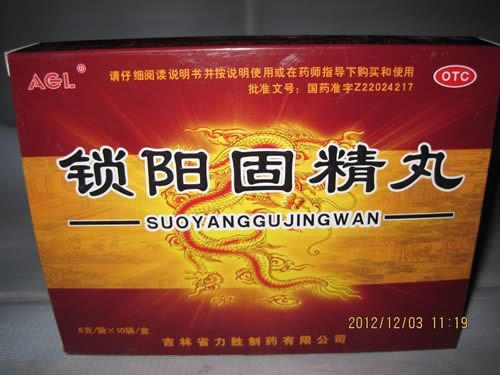 AGL®
请仔细阅读说明书并按说明使用或在药师指导下购买和使用
批准文号：国药准字Z22024217
OTC
锁阳固精丸
SUOYANGGUJINGWAN
6克/袋×10袋/盒
吉林省力胜制药有限公司
2012/12/03 11:19